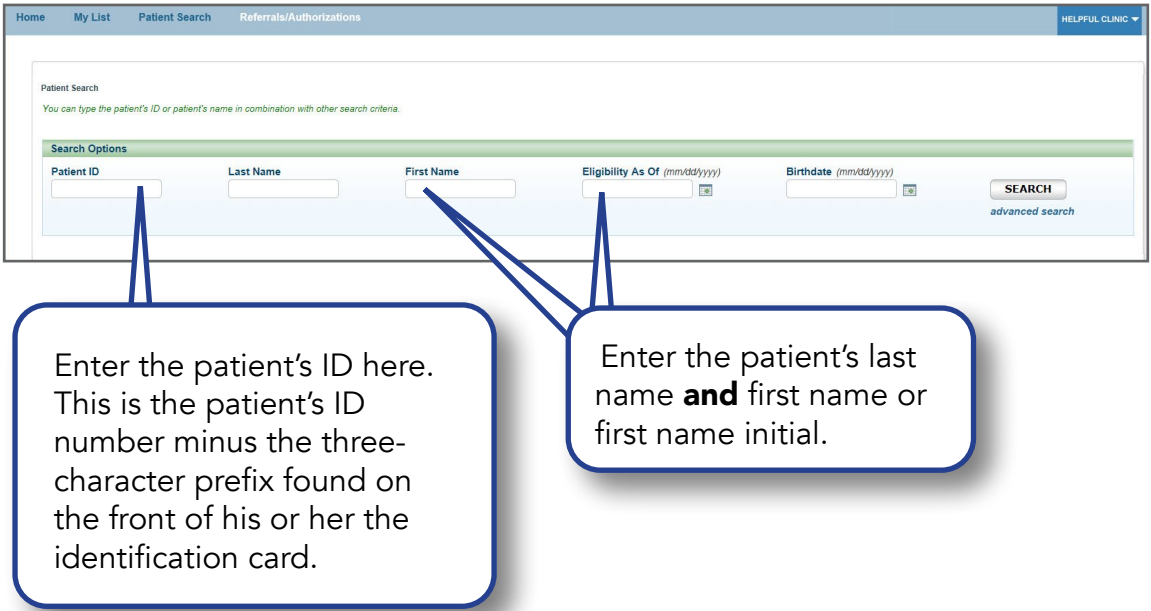 Home My List Patient Search Referrals/Authorizations HELPFUL CLINIC
Patient Search
You can type the patient's ID or patient's name in combination with other search criteria.
Search Options
Patient ID Last Name First Name Eligibility As Of (mm/dd/yyyy) Birthdate (mm/dd/yyyy)
SEARCH
advanced search
Enter the patient’s ID here.
This is the patient’s ID
number minus the three-
character prefix found on
the front of his or her the
identification card.
Enter the patient’s last
name and first name or
first name initial.